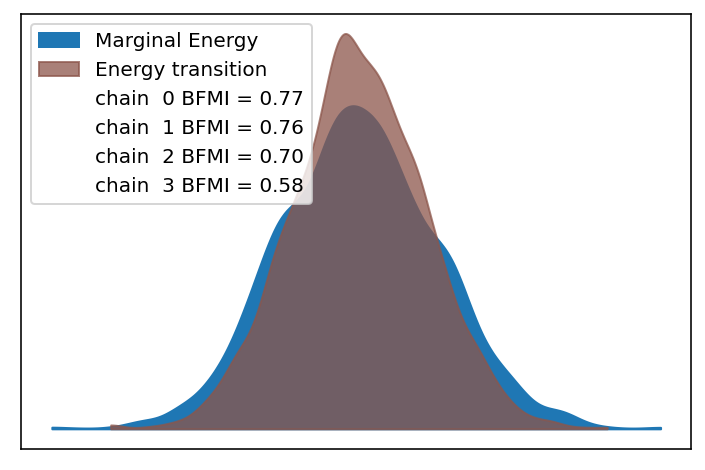 Marginal Energy
Energy transition
chain  0 BFMI = 0.77
chain  1 BFMI = 0.76
chain  2 BFMI = 0.70
chain  3 BFMI = 0.58